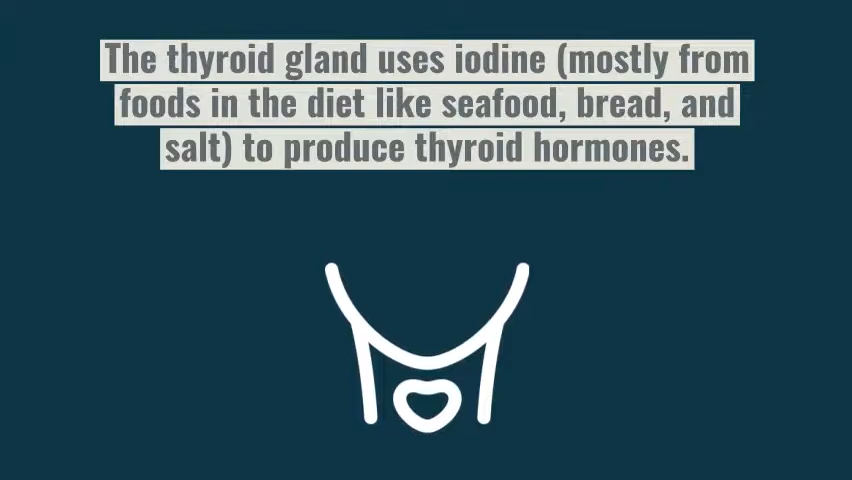 The thyroid gland uses iodine (mostly from
foods in the diet like seafood, bread, and
salt) to produce thyroid hormones.